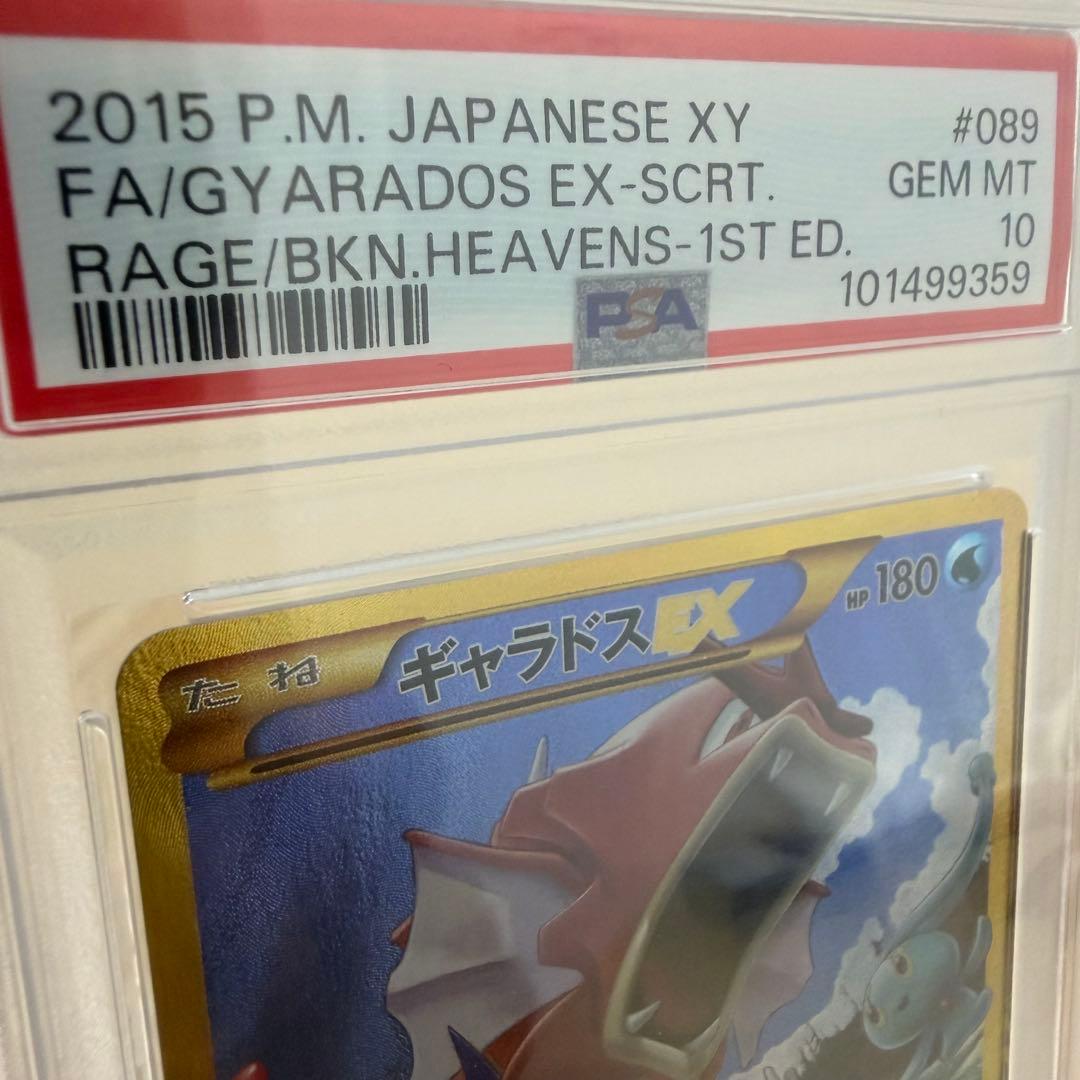 2015 P.M. JAPANESE XY #089
FA/GYARADOS EX-SCRT. GEM MT
RAGE/BKN.HEAVENS-1ST ED. 10
101499359
PSA
たね ギャラドスEX HP 180